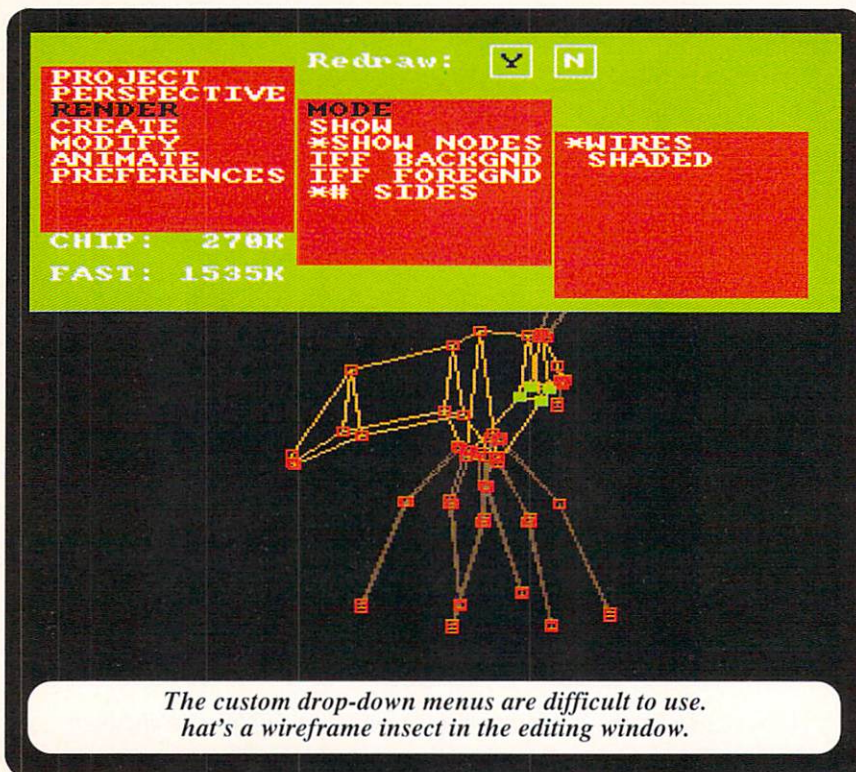 Redraw: Y N
PROJECT
PERSPECTIVE
RENDER
CREATE
MODIFY
ANIMATE
PREFERENCES
CHIP: 270K
FAST: 1535K
MODE
SHOW
*SHOW NODES
IFF BACKGND
IFF FOREGND
*# SIDES
*WIRES
SHADED
The custom drop-down menus are difficult to use.
hat's a wireframe insect in the editing window.